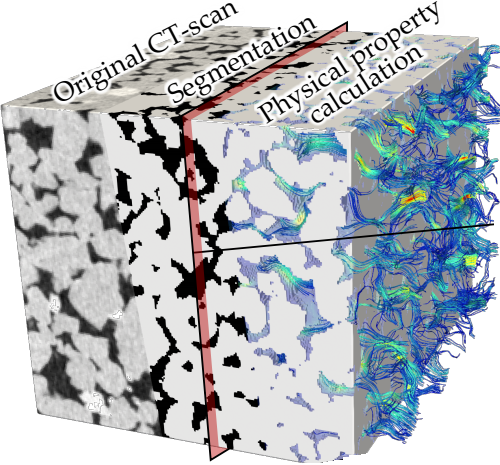 Original CT-scan
Segmentation
Physical property
calculation